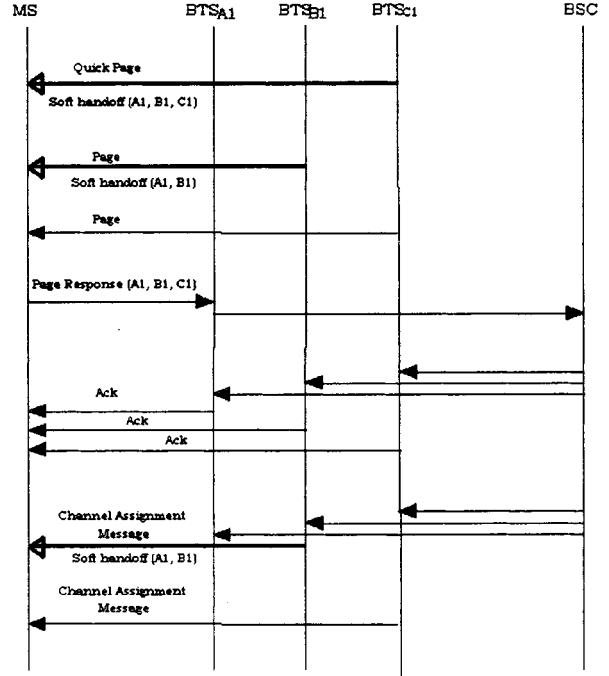 MS BTSA1 BTSB1 BTSC1 BSC
Quick Page
Soft handoff (A1, B1, C1)
Page
Soft handoff (A1, B1)
Page
Page Response (A1, B1, C1)
Ack
Ack
Ack
Channel Assignment
Message
Soft handoff (A1, B1)
Channel Assignment
Message